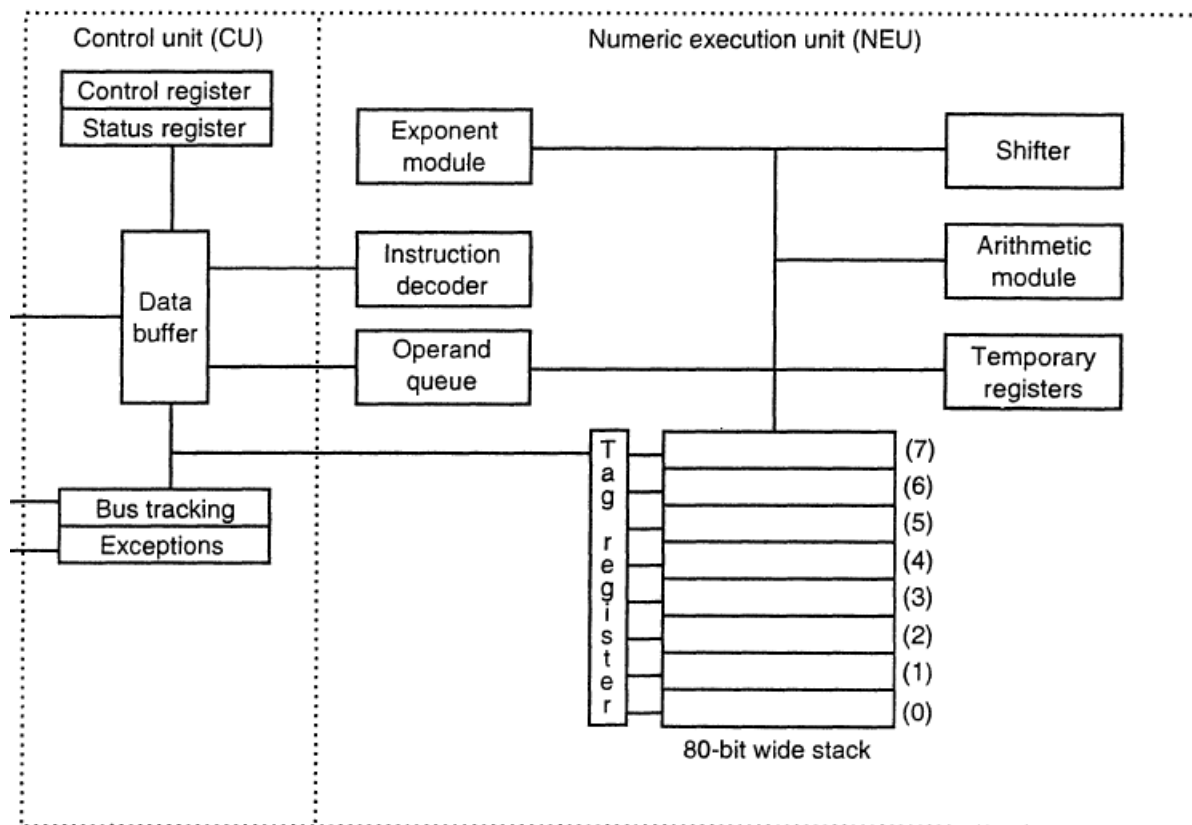 Control unit (CU)
Numeric execution unit (NEU)
Control register
Status register
Exponent
module
Shifter
Data
buffer
Instruction
decoder
Arithmetic
module
Operand
queue
Temporary
registers
Bus tracking
Exceptions
Tag register
(7)
(6)
(5)
(4)
(3)
(2)
(1)
(0)
80-bit wide stack